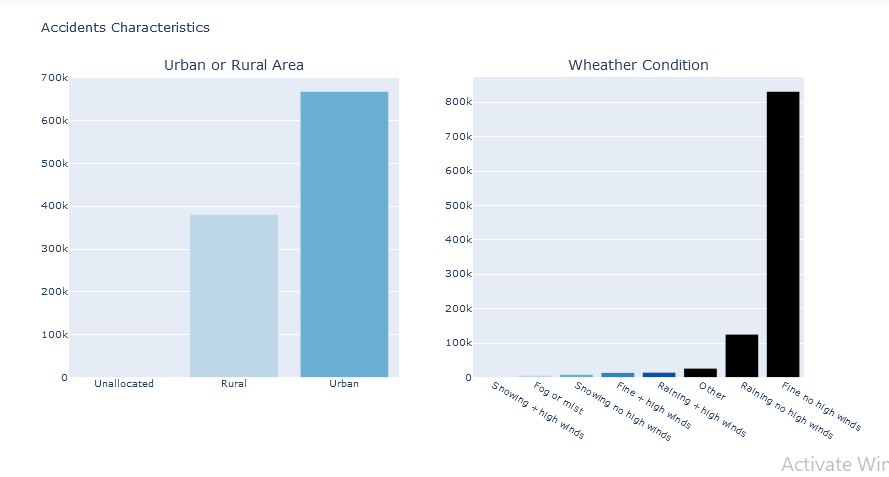 Accidents Characteristics
Urban or Rural Area
700k
600k
500k
400k
300k
200k
100k
0
Unallocated
Rural
Urban
Wheather Condition
800k
700k
600k
500k
400k
300k
200k
100k
0
Snowing + high winds
Fog or mist
Snowing no high winds
Fine + high winds
Raining + high winds
Other
Raining no high winds
Fine no high winds
Activate Win